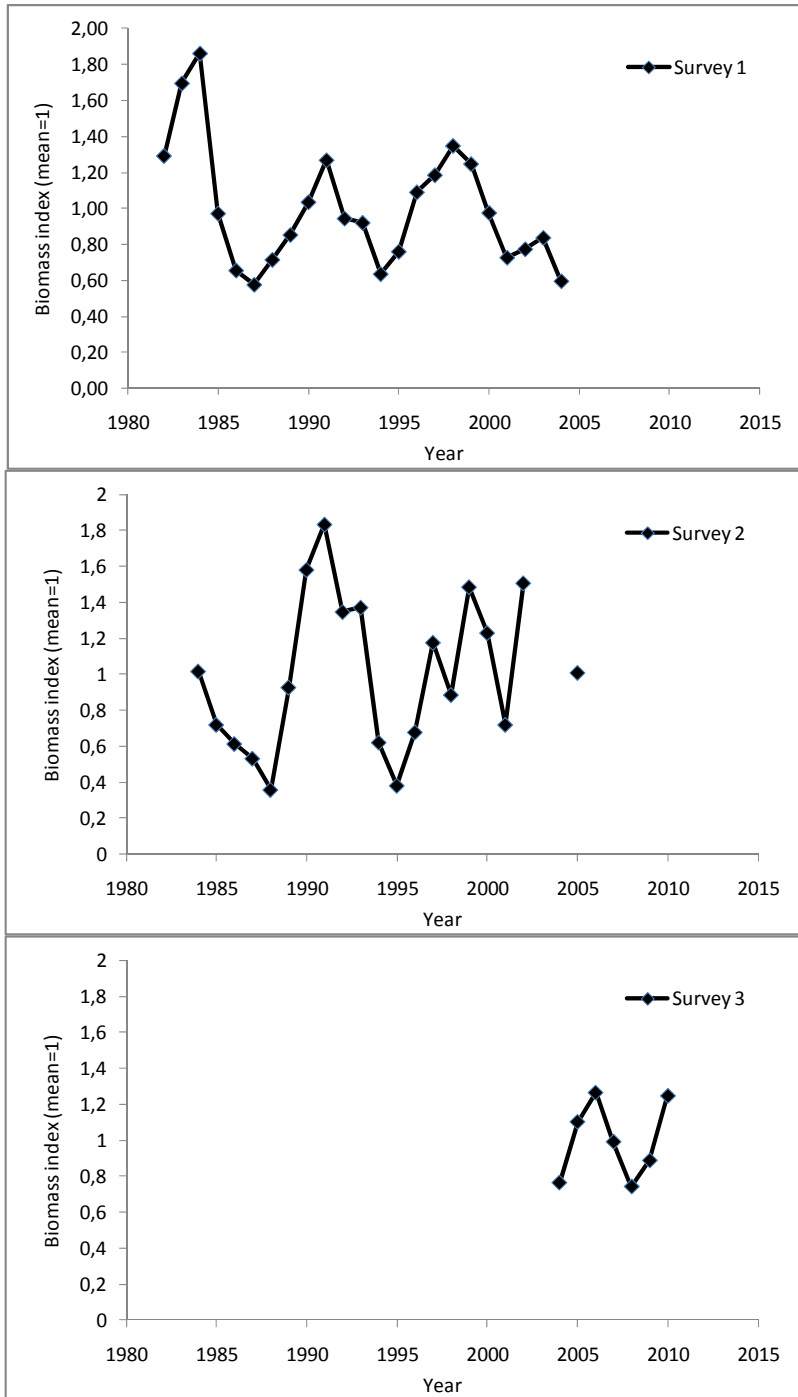 2,00
1,80
1,60
1,40
1,20
1,00
0,80
0,60
0,40
0,20
0,00
Biomass index (mean=1)
Survey 1
1980 1985 1990 1995 2000 2005 2010 2015
Year
2
1,8
1,6
1,4
1,2
1
0,8
0,6
0,4
0,2
0
Biomass index (mean=1)
Survey 2
1980 1985 1990 1995 2000 2005 2010 2015
Year
2
1,8
1,6
1,4
1,2
1
0,8
0,6
0,4
0,2
0
Biomass index (mean=1)
Survey 3
1980 1985 1990 1995 2000 2005 2010 2015
Year